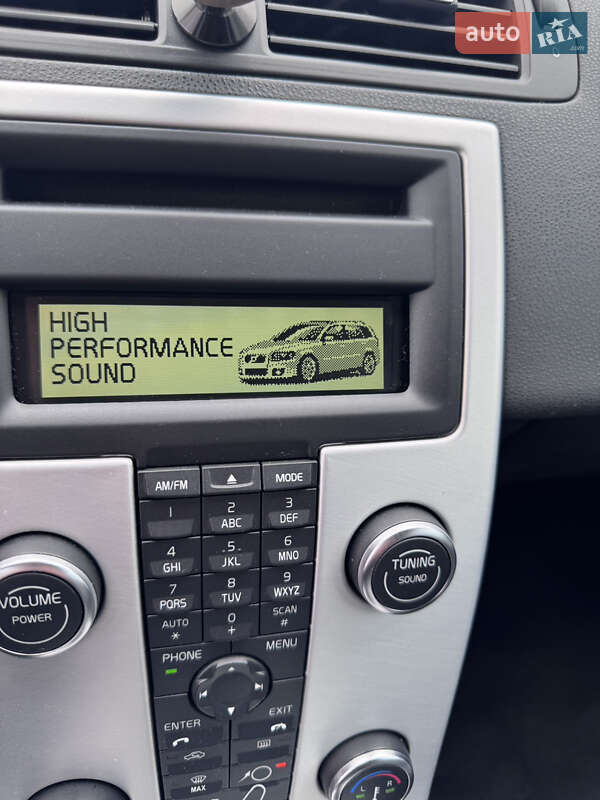 auto RIA
.com
HIGH
PERFORMANCE
SOUND
AM/FM
MODE
1
2
ABC
3
DEF
4
GHI
5
JKL
6
MNO
7
PQRS
8
TUV
9
WXYZ
AUTO
*
0
+
SCAN
#
PHONE
MENU
ENTER
EXIT
MAX
VOLUME
POWER
TUNING
SOUND
L
R